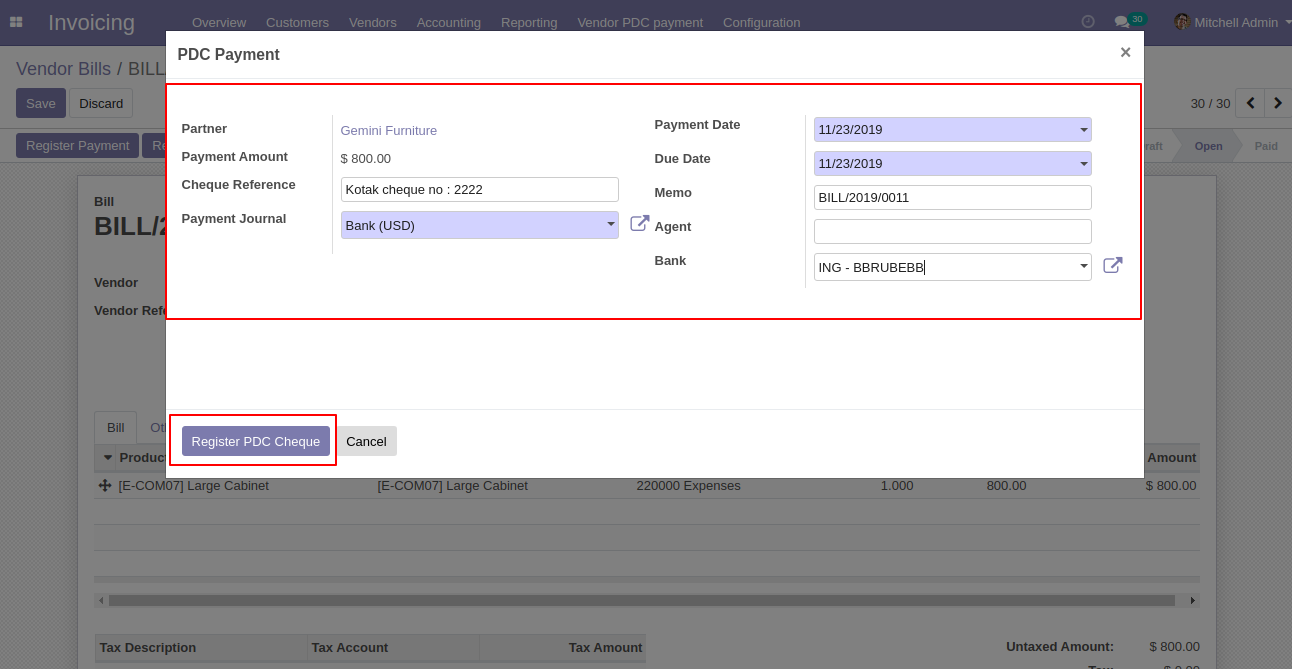 Invoicing Overview Customers Vendors Accounting Reporting Vendor PDC payment Configuration 30 Mitchell Admin
PDC Payment ×
Vendor Bills / BILL
Save Discard 30 / 30
Register Payment Re Open Paid
Partner Gemini Furniture
Payment Amount $ 800.00
Cheque Reference Kotak cheque no : 2222
Payment Journal Bank (USD)
Payment Date 11/23/2019
Due Date 11/23/2019
Memo BILL/2019/0011
Agent
Bank ING - BBRUBEBB
Bill
BILL/2
Vendor
Vendor Refe
Register PDC Cheque Cancel
Bill Ot
Product Amount
[E-COM07] Large Cabinet [E-COM07] Large Cabinet 220000 Expenses 1.000 800.00 $ 800.00
Tax Description Tax Account Tax Amount
Untaxed Amount: $ 800.00